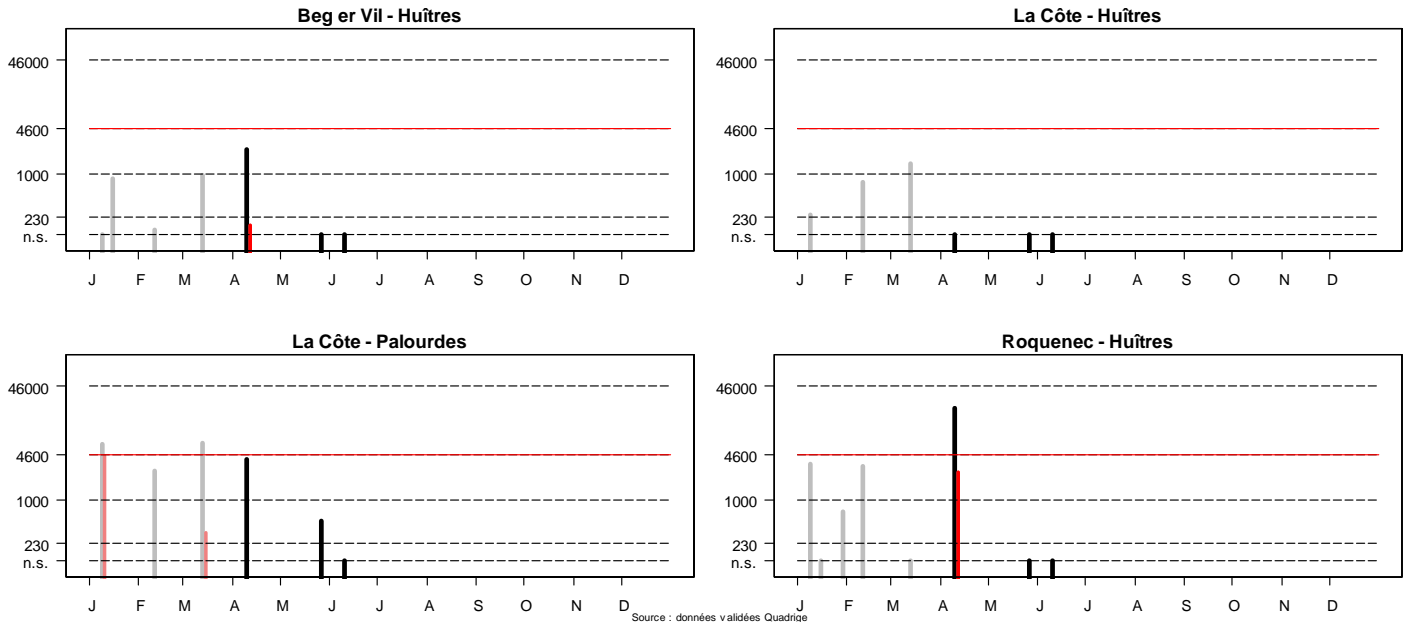 Beg er Vil - Huîtres
46000
4600
1000
230
n.s.
J F M A M J J A S O N D
La Côte - Huîtres
46000
4600
1000
230
n.s.
J F M A M J J A S O N D
La Côte - Palourdes
46000
4600
1000
230
n.s.
J F M A M J J A S O N D
Roquenec - Huîtres
46000
4600
1000
230
n.s.
J F M A M J J A S O N D
Source : données validées Quadrige